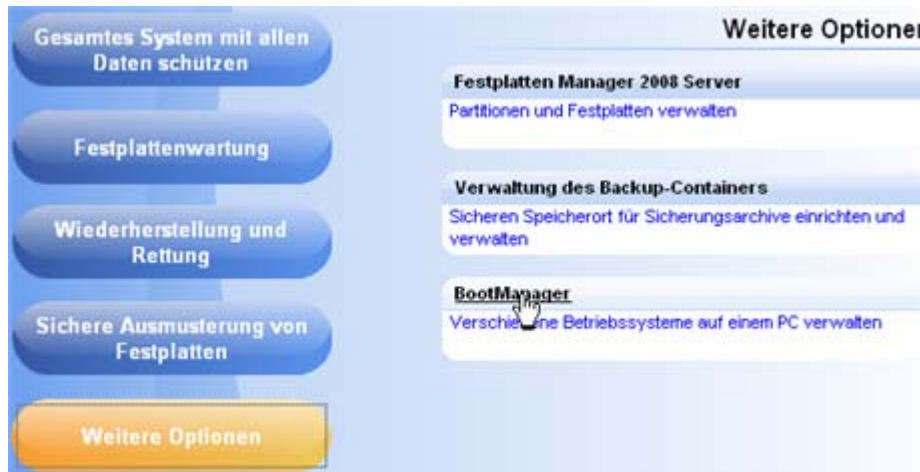 Gesamtes System mit allen
Daten schützen
Festplattenwartung
Wiederherstellung und
Rettung
Sichere Ausmusterung von
Festplatten
Weitere Optionen
Weitere Optionen
Festplatten Manager 2008 Server
Partitionen und Festplatten verwalten
Verwaltung des Backup-Containers
Sicheren Speicherort für Sicherungsarchive einrichten und
verwalten
BootManager
Verschiedene Betriebssysteme auf einem PC verwalten